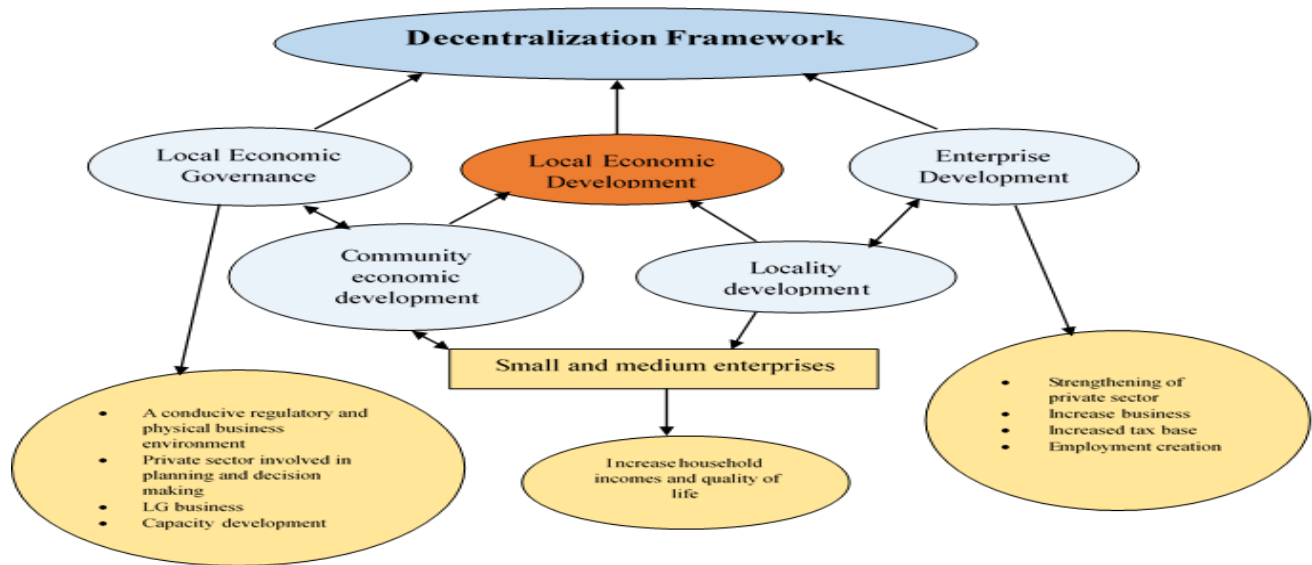 Decentralization Framework
Local Economic
Governance
Local Economic
Development
Enterprise
Development
Community
economic
development
Locality
development
Small and medium enterprises
• A conducive regulatory and
physical business
environment
• Private sector involved in
planning and decision
making
• LG business
• Capacity development
Increase household
incomes and quality of
life
• Strengthening of
private sector
• Increase business
• Increased tax base
• Employment creation